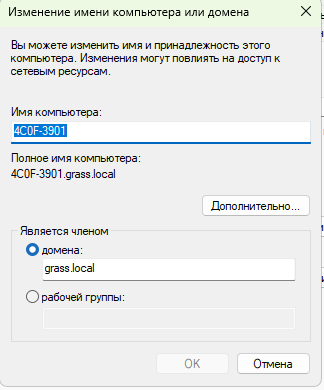 Изменение имени компьютера или домена
Вы можете изменить имя и принадлежность этого
компьютера. Изменения могут повлиять на доступ к
сетевым ресурсам.
Имя компьютера:
4C0F-3901
Полное имя компьютера:
4C0F-3901.grass.local
Дополнительно...
Является членом
домена:
grass.local
рабочей группы:
OK
Отмена